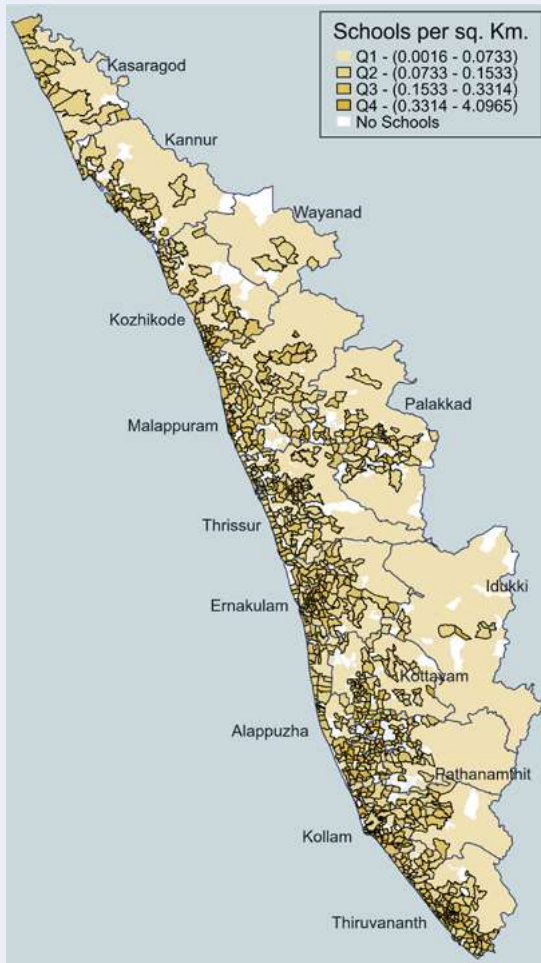 Schools per sq. Km.
Q1 - (0.0016 - 0.0733)
Q2 - (0.0733 - 0.1533)
Q3 - (0.1533 - 0.3314)
Q4 - (0.3314 - 4.0965)
No Schools
Kasaragod
Kannur
Wayanad
Kozhikode
Palakkad
Malappuram
Thrissur
Idukki
Ernakulam
Kottayam
Alappuzha
Pathanamthit
Kollam
Thiruvananth